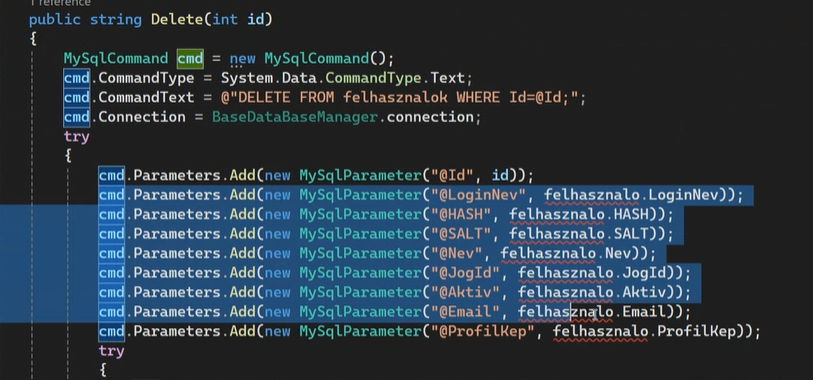 1 reference
public string Delete(int id)
{
MySqlCommand cmd = new MySqlCommand();
cmd.CommandType = System.Data.CommandType.Text;
cmd.CommandText = @"DELETE FROM felhasznalok WHERE Id=@Id;";
cmd.Connection = BaseDataBaseManager.connection;
try
{
cmd.Parameters.Add(new MySqlParameter("@Id", id));
cmd.Parameters.Add(new MySqlParameter("@LoginNev", felhasznalo.LoginNev));
cmd.Parameters.Add(new MySqlParameter("@HASH", felhasznalo.HASH));
cmd.Parameters.Add(new MySqlParameter("@SALT", felhasznalo.SALT));
cmd.Parameters.Add(new MySqlParameter("@Nev", felhasznalo.Nev));
cmd.Parameters.Add(new MySqlParameter("@JogId", felhasznalo.JogId));
cmd.Parameters.Add(new MySqlParameter("@Aktiv", felhasznalo.Aktiv));
cmd.Parameters.Add(new MySqlParameter("@Email", felhasznalo.Email));
cmd.Parameters.Add(new MySqlParameter("@ProfilKep", felhasznalo.ProfilKep));
try
{